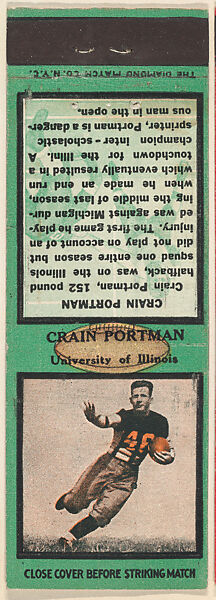 THE DIAMOND MATCH CO. N.Y.C.
CRAIN PORTMAN
Crain, Portman, 152 pound
halfback, was on the Illinois
squad one entire season but
did not play on account of an
injury. The first game he play-
ed was against Michigan dur-
ing the middle of last season,
when he made an end run
which eventually resulted in a
touchdown for the Illini. A
champion inter - scholastic
sprinter, Portman is danger-
ous man in the open.
CRAIN PORTMAN
University of Illinois
48
CLOSE COVER BEFORE STRIKING MATCH